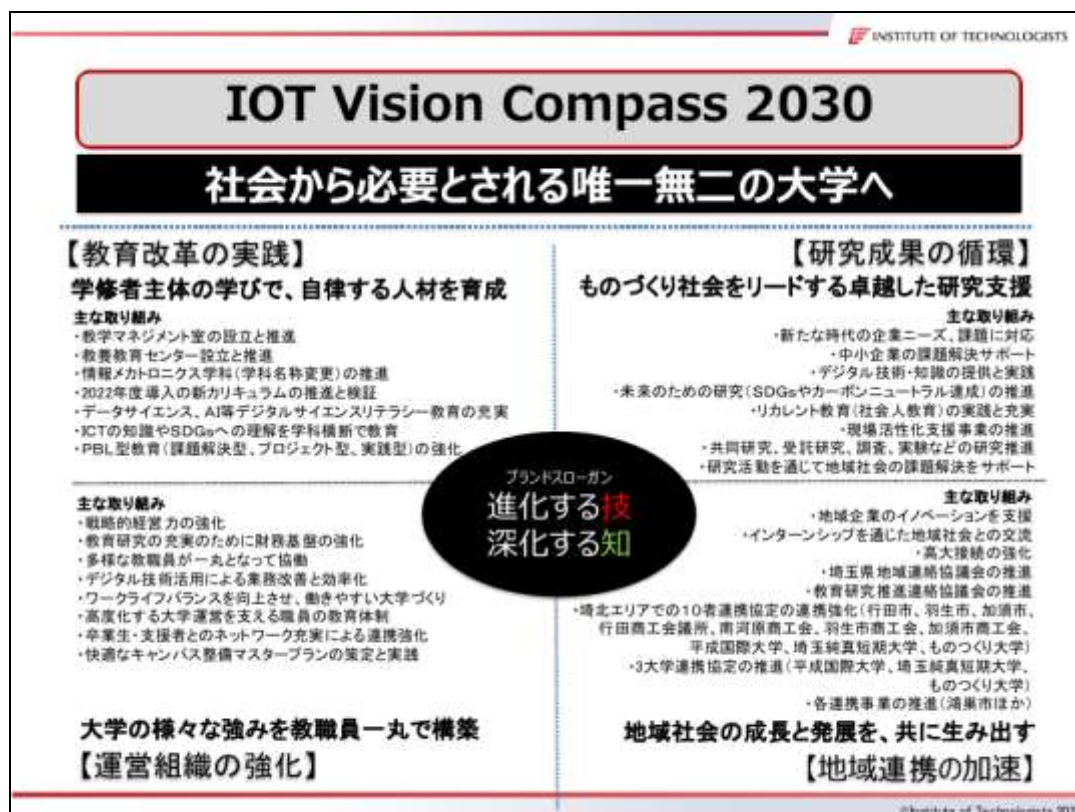 INSTITUTE OF TECHNOLOGISTS
IOT Vision Compass 2030
社会から必要とされる唯一無二の大学へ
【教育改革の実践】
学修者主体の学びで、自律する人材を育成
主な取り組み
・教学マネジメント室の設立と推進
・教養教育センター設立と推進
・情報メカトロニクス学科(学科名称変更)の推進
・2022年度導入の新カリキュラムの推進と検証
・データサイエンス、AI等デジタルサイエンスリテラシー教育の充実
・ICTの知識やSDGsへの理解を学科横断で教育
・PBL型教育(課題解決型、プロジェクト型、実践型)の強化
【研究成果の循環】
ものづくり社会をリードする卓越した研究支援
主な取り組み
・新たな時代の企業ニーズ、課題に対応
・中小企業の課題解決サポート
・デジタル技術・知識の提供と実践
・未来のための研究(SDGsやカーボンニュートラル達成)の推進
・リカレント教育(社会人教育)の実践と充実
・現場活性化支援事業の推進
・共同研究、受託研究、調査、実験などの研究推進
・研究活動を通じて地域社会の課題解決をサポート
ブランドスローガン
進化する技
深化する知
主な取り組み
・戦略的経営力の強化
・教育研究の充実のために財務基盤の強化
・多様な教職員が一丸となって協働
・デジタル技術活用による業務改善と効率化
・ワークライフバランスを向上させ、働きやすい大学づくり
・高度化する大学運営を支える職員の教育体制
・卒業生・支援者とのネットワーク充実による連携強化
・快適なキャンパス整備マスタープランの策定と実践
大学の様々な強みを教職員一丸で構築
【運営組織の強化】
主な取り組み
・地域企業のイノベーションを支援
・インターンシップを通じた地域社会との交流
・高大接続の強化
・埼玉県地域連絡協議会の推進
・教育研究推進連絡協議会の推進
・埼北エリアでの10者連携協定の連携強化(行田市、羽生市、加須市、
行田商工会議所、南河原商工会、羽生市商工会、加須市商工会、
平成国際大学、埼玉純真短期大学、ものつくり大学)
・3大学連携協定の推進(平成国際大学、埼玉純真短期大学、
ものつくり大学)
・各連携事業の推進(鴻巣市ほか)
地域社会の成長と発展を、共に生み出す
【地域連携の加速】
©Institute of Technologists